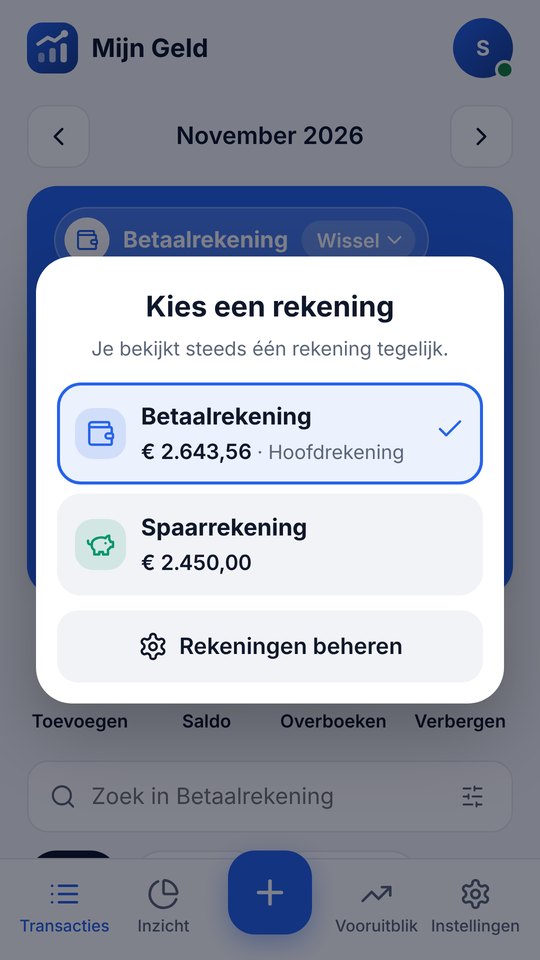 Mijn Geld
S
November 2026
Betaalrekening
Wissel
Kies een rekening
Je bekijkt steeds één rekening tegelijk.
Betaalrekening
€ 2.643,56 · Hoofdrekening
Spaarrekening
€ 2.450,00
Rekeningen beheren
Toevoegen
Saldo
Overboeken
Verbergen
Zoek in Betaalrekening
Transacties
Inzicht
Vooruitblik
Instellingen